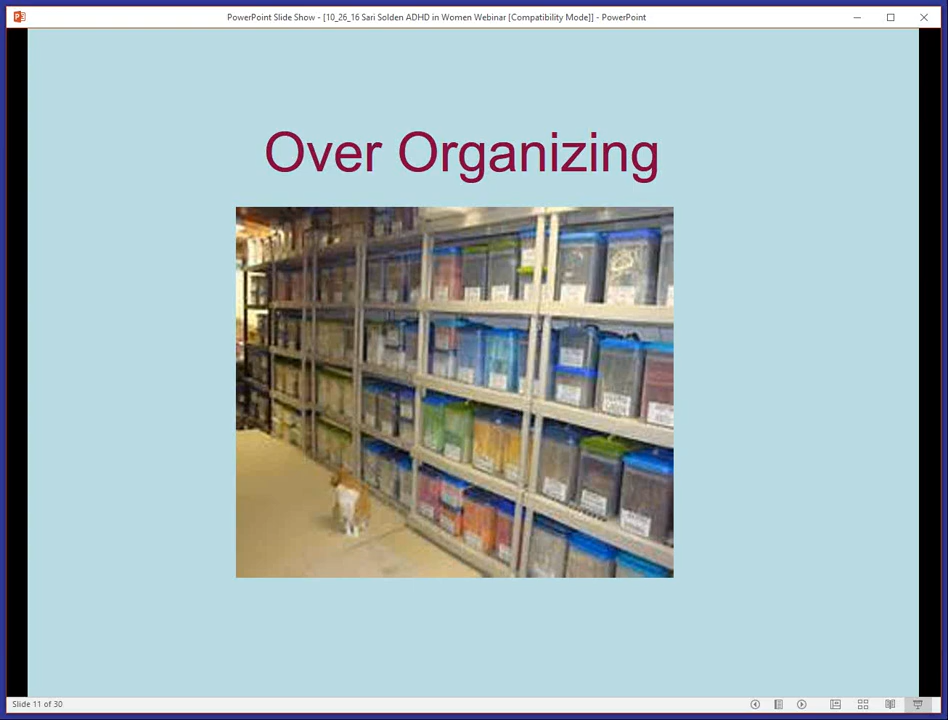 PowerPoint Slide Show - [10_26_16 Sari Solden ADHD in Women Webinar [Compatibility Mode]] - PowerPoint
Over Organizing
Slide 11 of 30